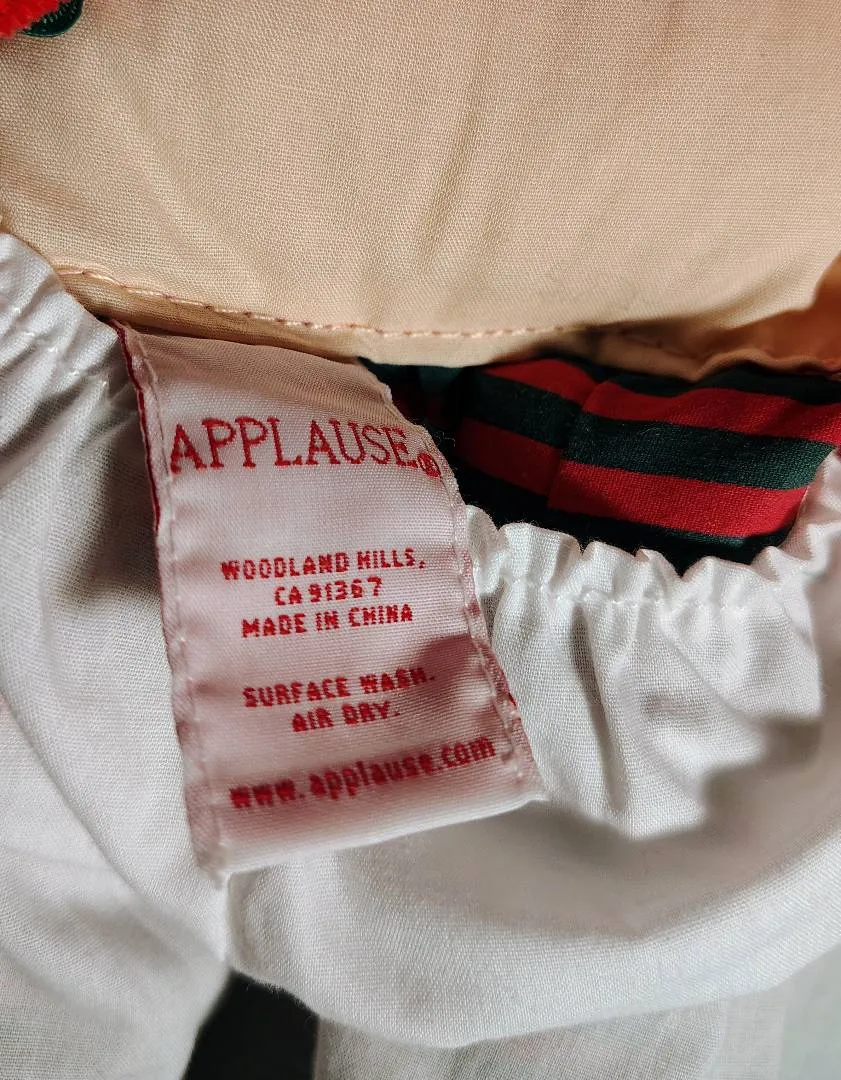 APPLAUSE®
WOODLAND HILLS,
CA 91367
MADE IN CHINA
SURFACE WASH.
AIR DRY.
www.applause.com